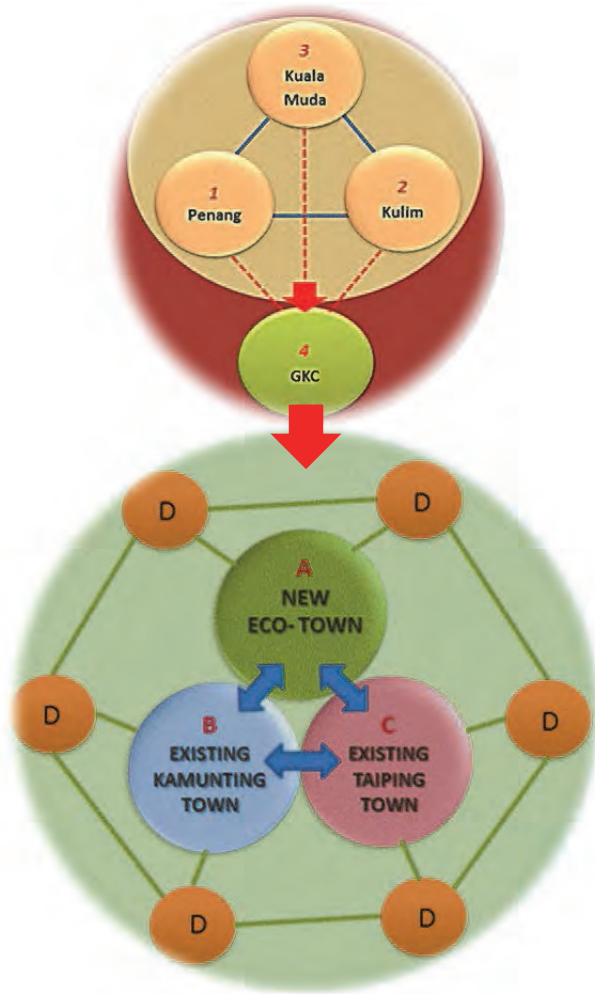 3
Kuala
Muda
1
Penang
2
Kulim
4
GKC
D
D
A
NEW
ECO- TOWN
D
D
B
EXISTING
KAMUNTING
TOWN
C
EXISTING
TAIPING
TOWN
D
D